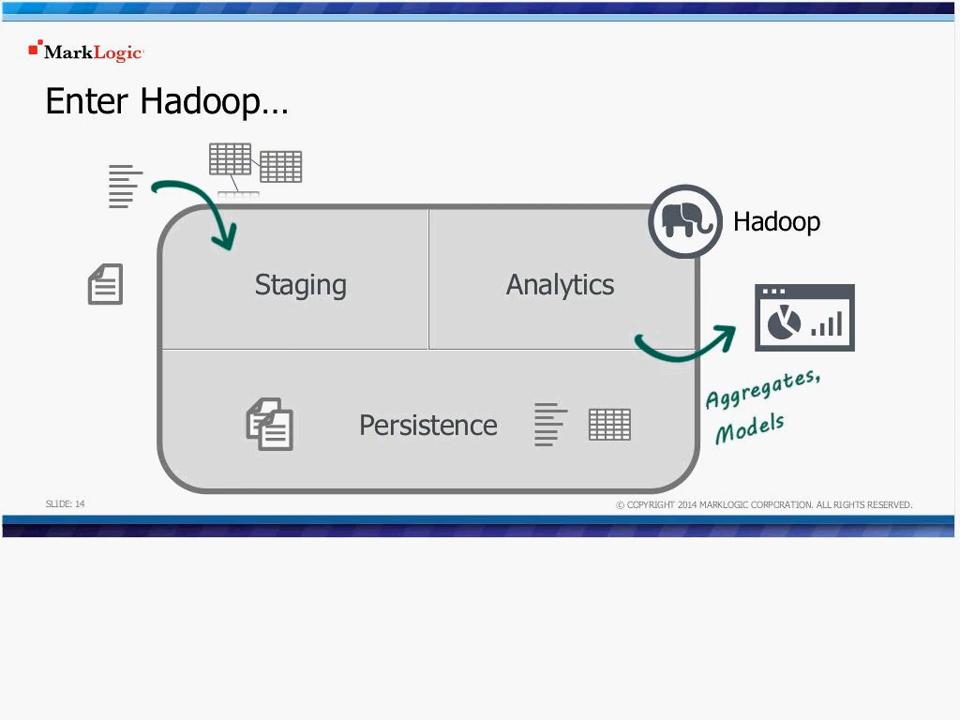 MarkLogic
Enter Hadoop…
Hadoop
Staging
Analytics
Aggregates,
Models
Persistence
SLIDE: 14
© COPYRIGHT 2014 MARKLOGIC CORPORATION. ALL RIGHTS RESERVED.